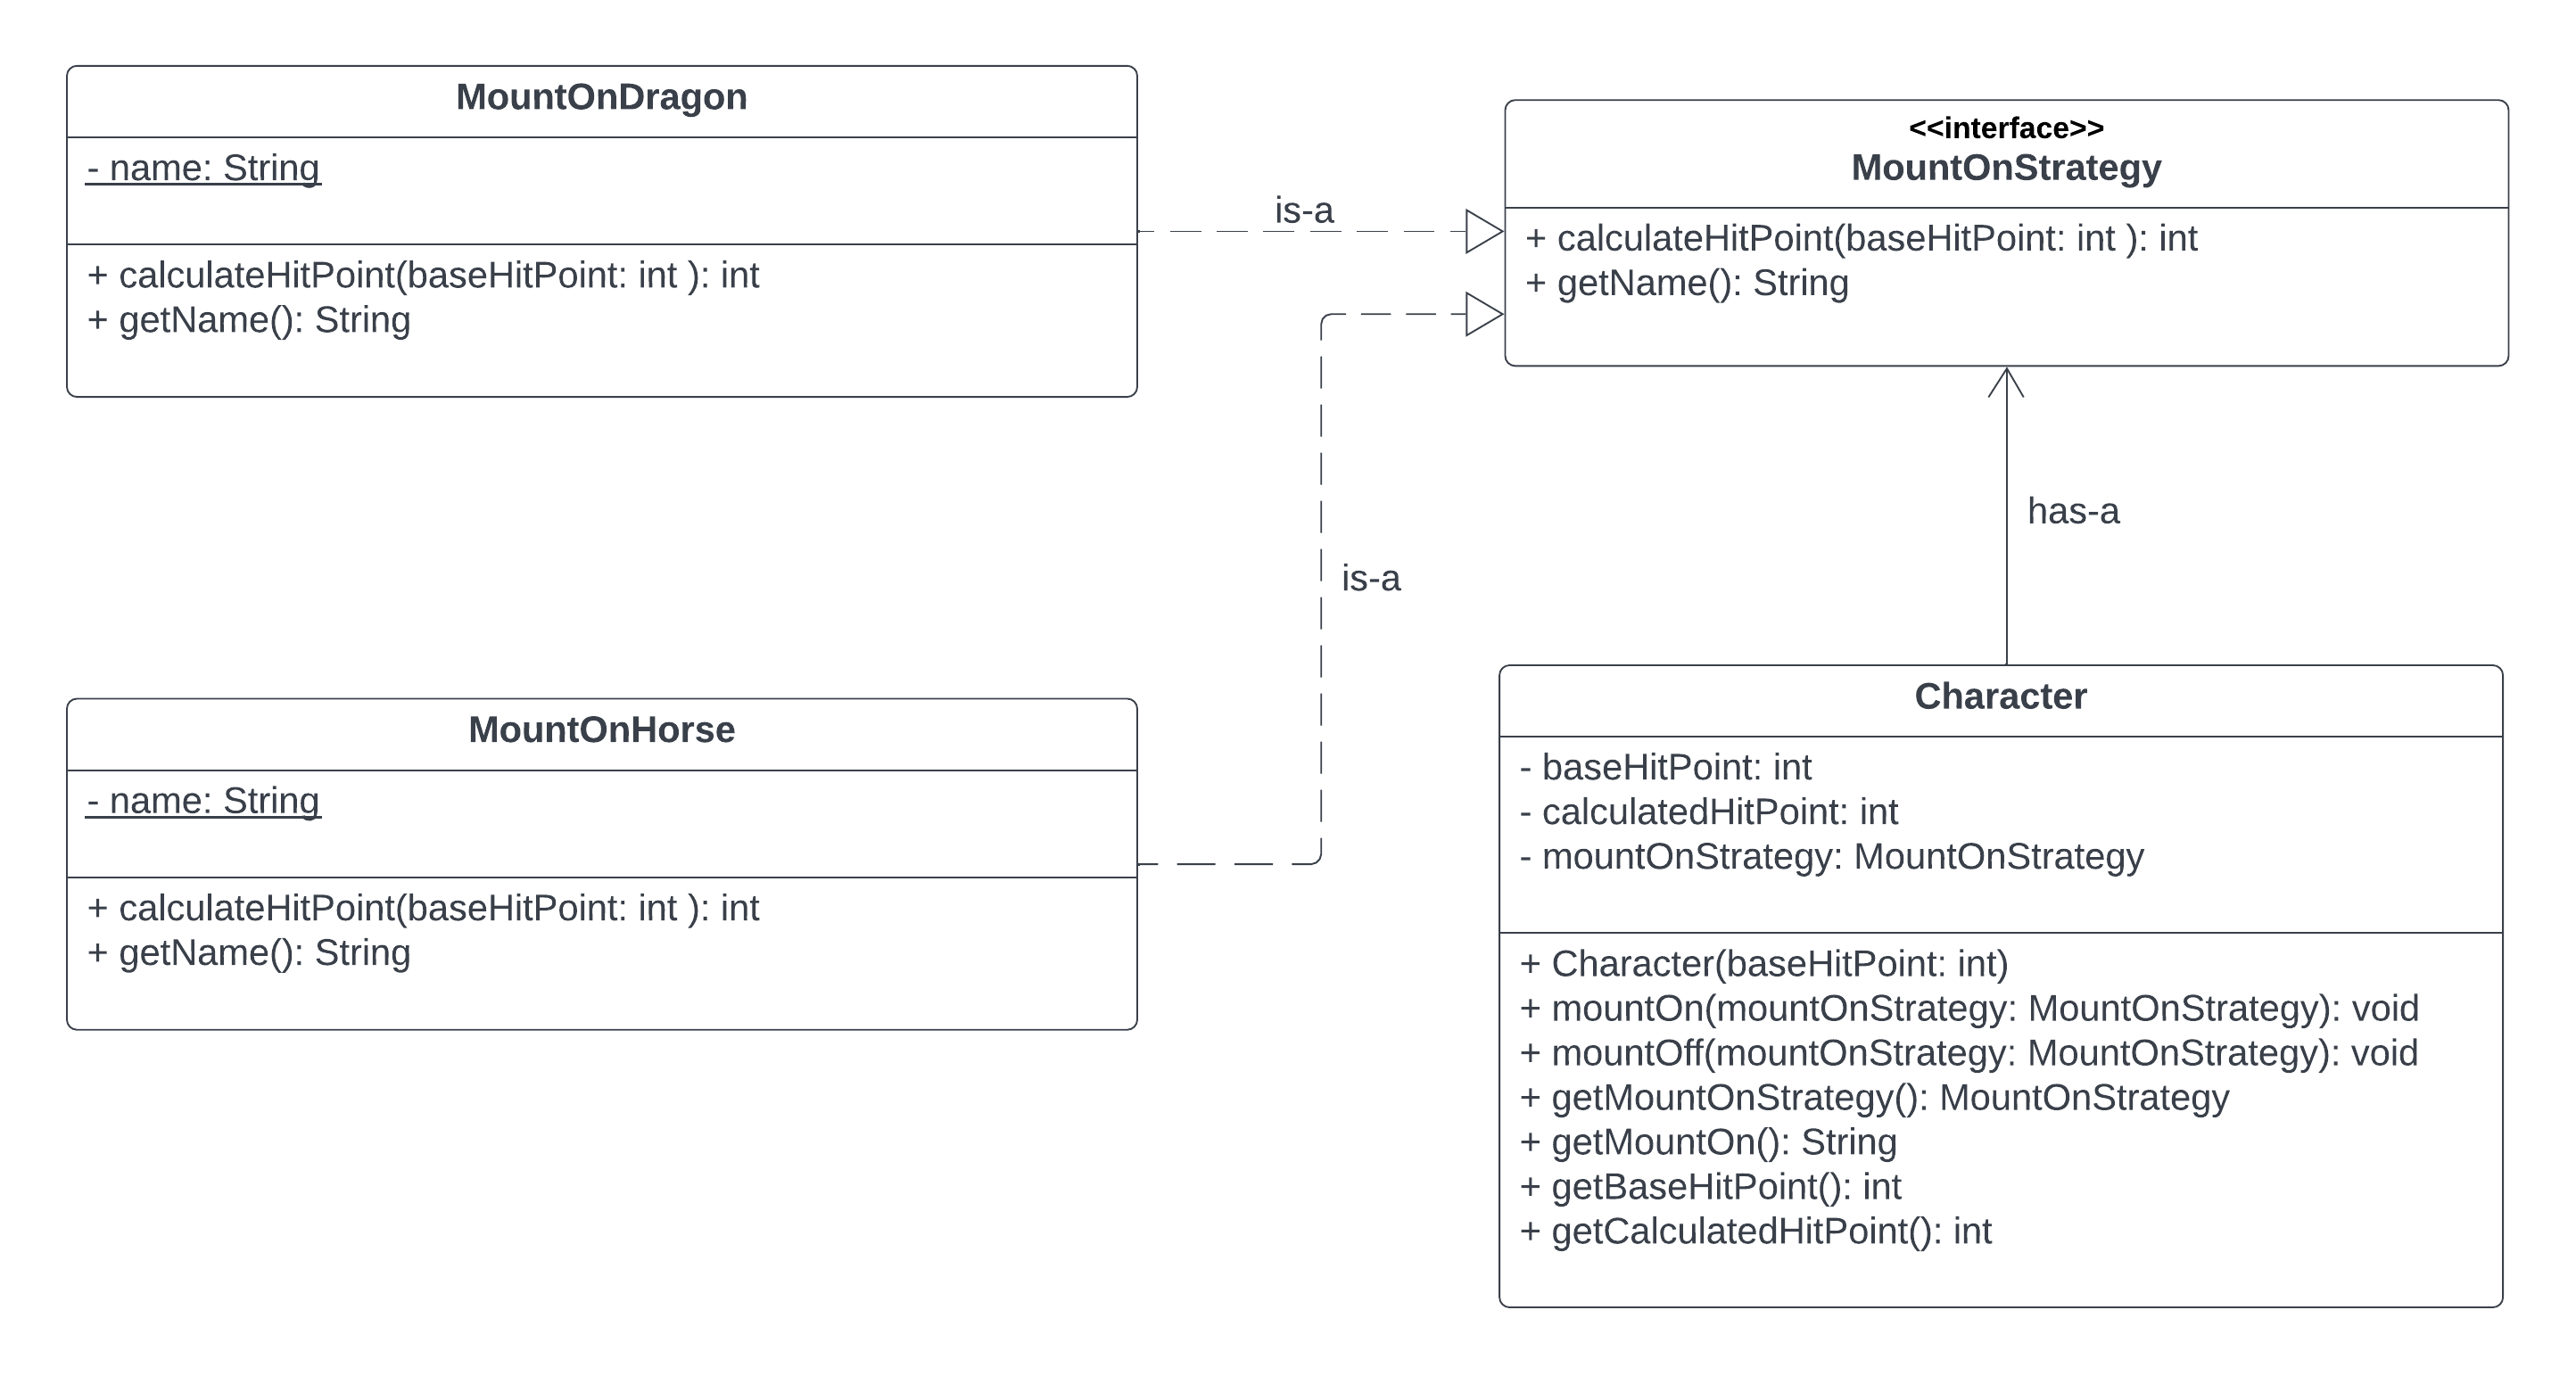 MountOnDragon
- name: String
+ calculateHitPoint(baseHitPoint: int ): int
+ getName(): String
is-a
<<interface>>
MountOnStrategy
+ calculateHitPoint(baseHitPoint: int ): int
+ getName(): String
has-a
is-a
MountOnHorse
- name: String
+ calculateHitPoint(baseHitPoint: int ): int
+ getName(): String
Character
- baseHitPoint: int
- calculatedHitPoint: int
- mountOnStrategy: MountOnStrategy
+ Character(baseHitPoint: int)
+ mountOn(mountOnStrategy: MountOnStrategy): void
+ mountOff(mountOnStrategy: MountOnStrategy): void
+ getMountOnStrategy(): MountOnStrategy
+ getMountOn(): String
+ getBaseHitPoint(): int
+ getCalculatedHitPoint(): int